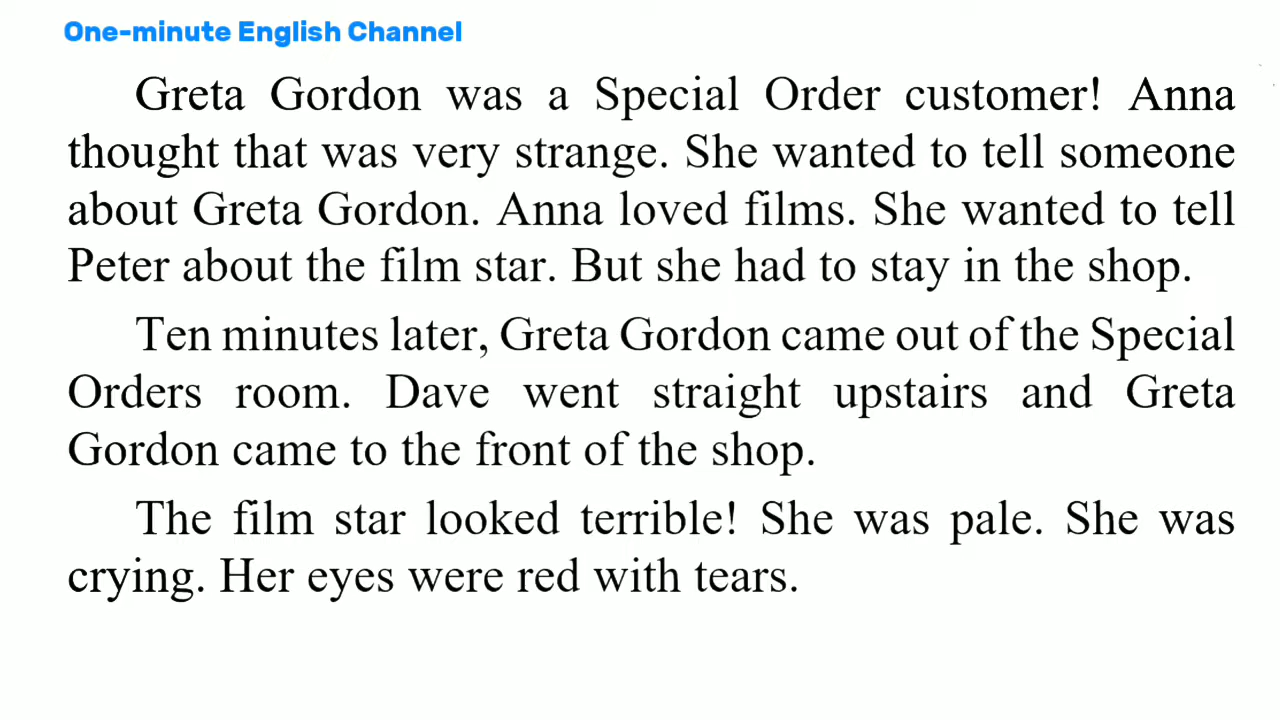 One-minute English Channel
Greta Gordon was a Special Order customer! Anna
thought that was very strange. She wanted to tell someone
about Greta Gordon. Anna loved films. She wanted to tell
Peter about the film star. But she had to stay in the shop.
Ten minutes later, Greta Gordon came out of the Special
Orders room. Dave went straight upstairs and Greta
Gordon came to the front of the shop.
The film star looked terrible! She was pale. She was
crying. Her eyes were red with tears.